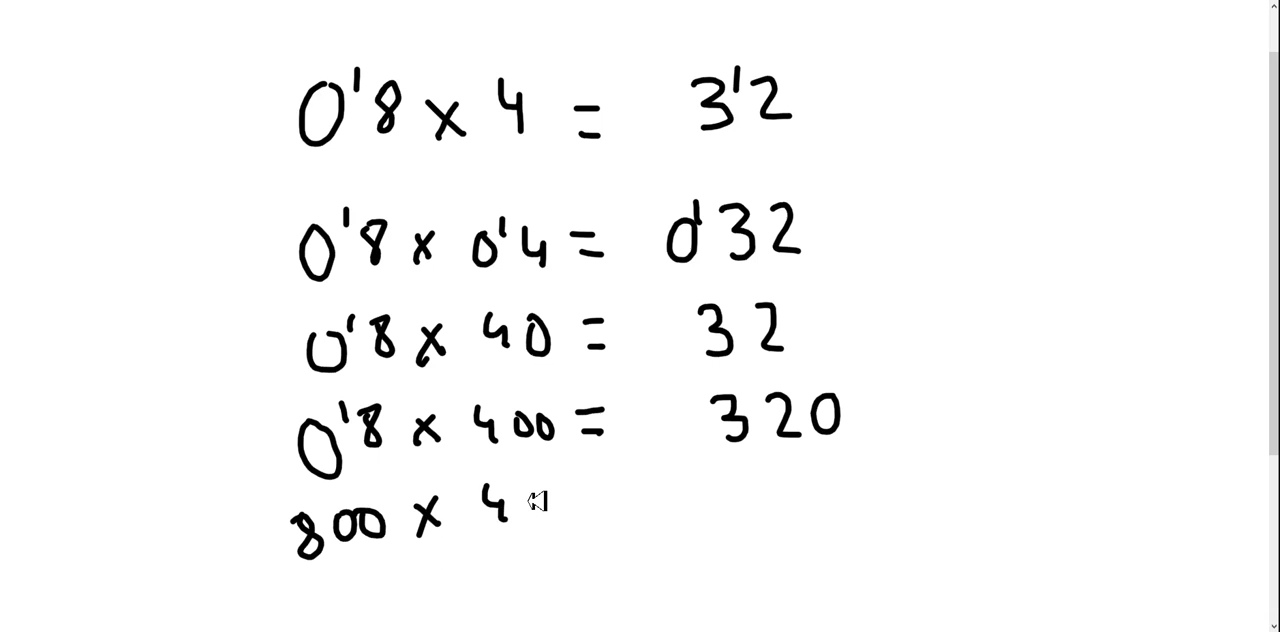 0'8 x 4 = 3'2
0'8 x 0'4 = 0'32
0'8 x 40 = 32
0'8 x 400 = 320
800 x 4